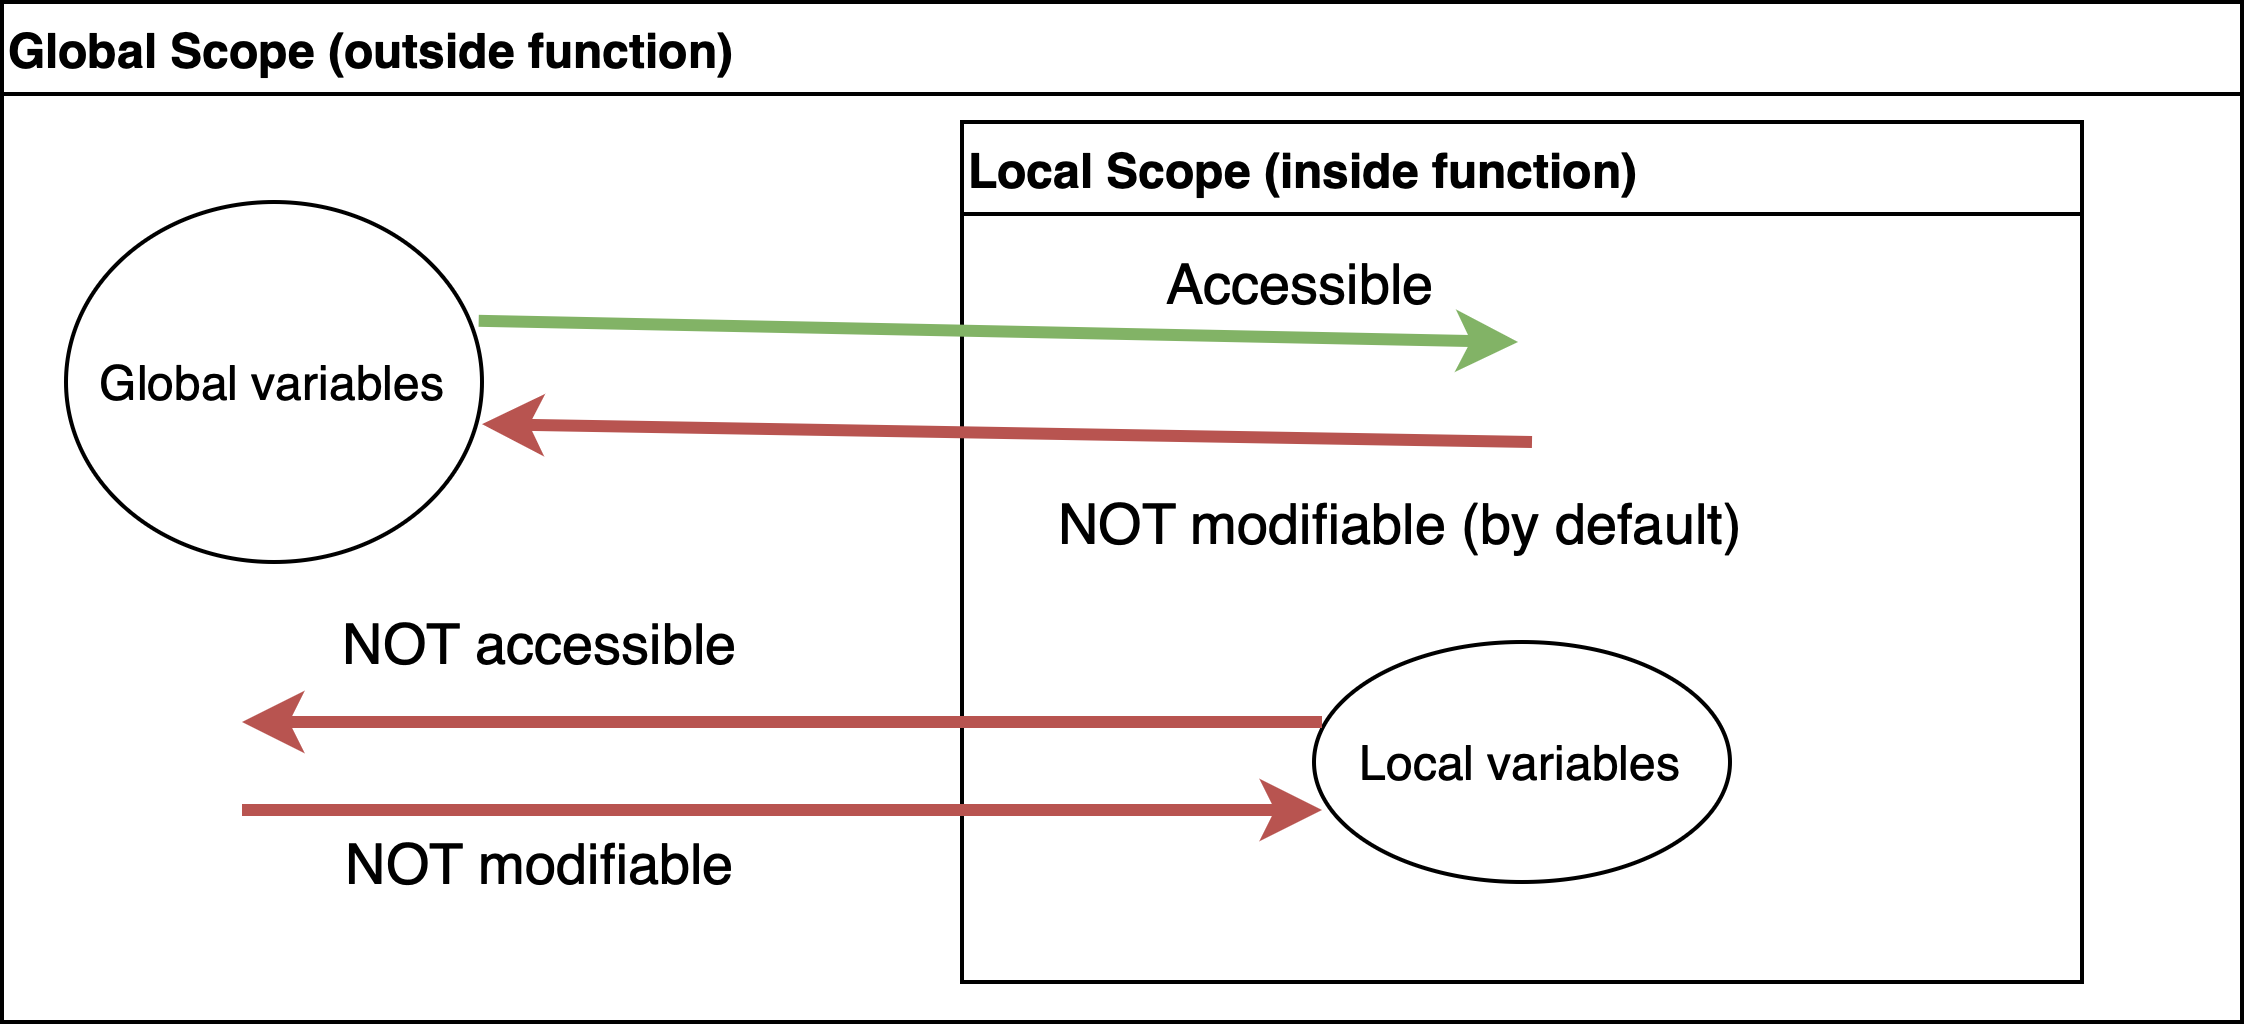 Global Scope (outside function)
Local Scope (inside function)
Accessible
Global variables
NOT modifiable (by default)
NOT accessible
Local variables
NOT modifiable